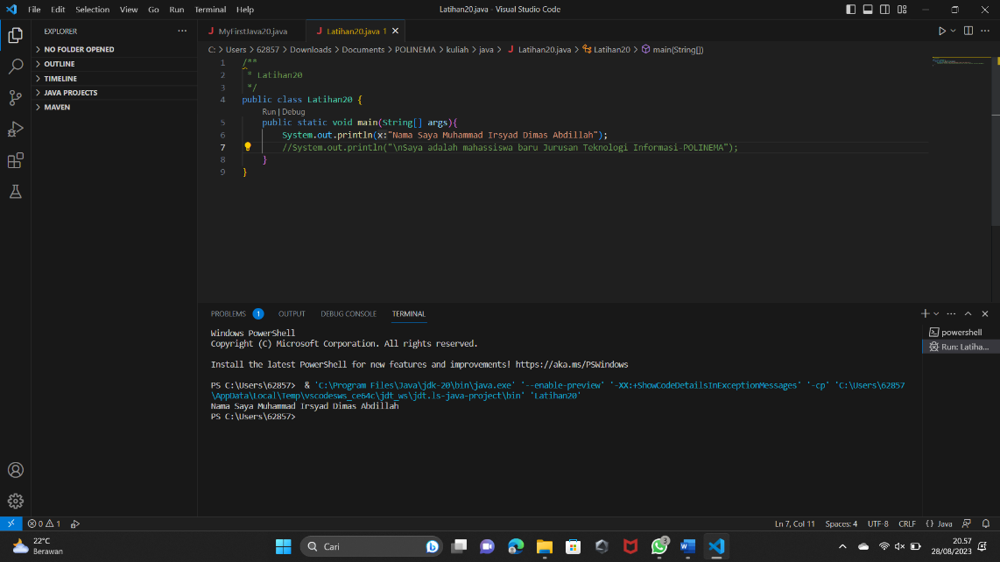 File Edit Selection View Go Run Terminal Help
Latihan20.java - Visual Studio Code
EXPLORER
NO FOLDER OPENED
OUTLINE
TIMELINE
JAVA PROJECTS
MAVEN
MyFirstJava20.java
Latihan20.java 1
C: > Users > 62857 > Downloads > Documents > POLINEMA > kuliah > java > Latihan20.java > Latihan20 > main(String[])
1 /**
2 * Latihan20
3 */
4 public class Latihan20 {
Run | Debug
5 public static void main(String[] args){
6 System.out.println(x:"Nama Saya Muhammad Irsyad Dimas Abdillah");
7 //System.out.println("\nSaya adalah mahassiswa baru Jurusan Teknologi Informasi-POLINEMA");
8 }
9 }
PROBLEMS 1 OUTPUT DEBUG CONSOLE TERMINAL
Windows PowerShell
Copyright (C) Microsoft Corporation. All rights reserved.
Install the latest PowerShell for new features and improvements! https://aka.ms/PSWindows
PS C:\Users\62857> & 'C:\Program Files\Java\jdk-20\bin\java.exe' '--enable-preview' '-XX:+ShowCodeDetailsInExceptionMessages' '-cp' 'C:\Users\62857
\AppData\Local\Temp\vscodesws_ce64c\jdt_ws\jdt.ls-java-project\bin' 'Latihan20'
Nama Saya Muhammad Irsyad Dimas Abdillah
PS C:\Users\62857>
powershell
Run: Latiha...
0 1
Ln 7, Col 11 Spaces: 4 UTF-8 CRLF {} Java
22°C
Berawan
Cari
3
20.57
28/08/2023